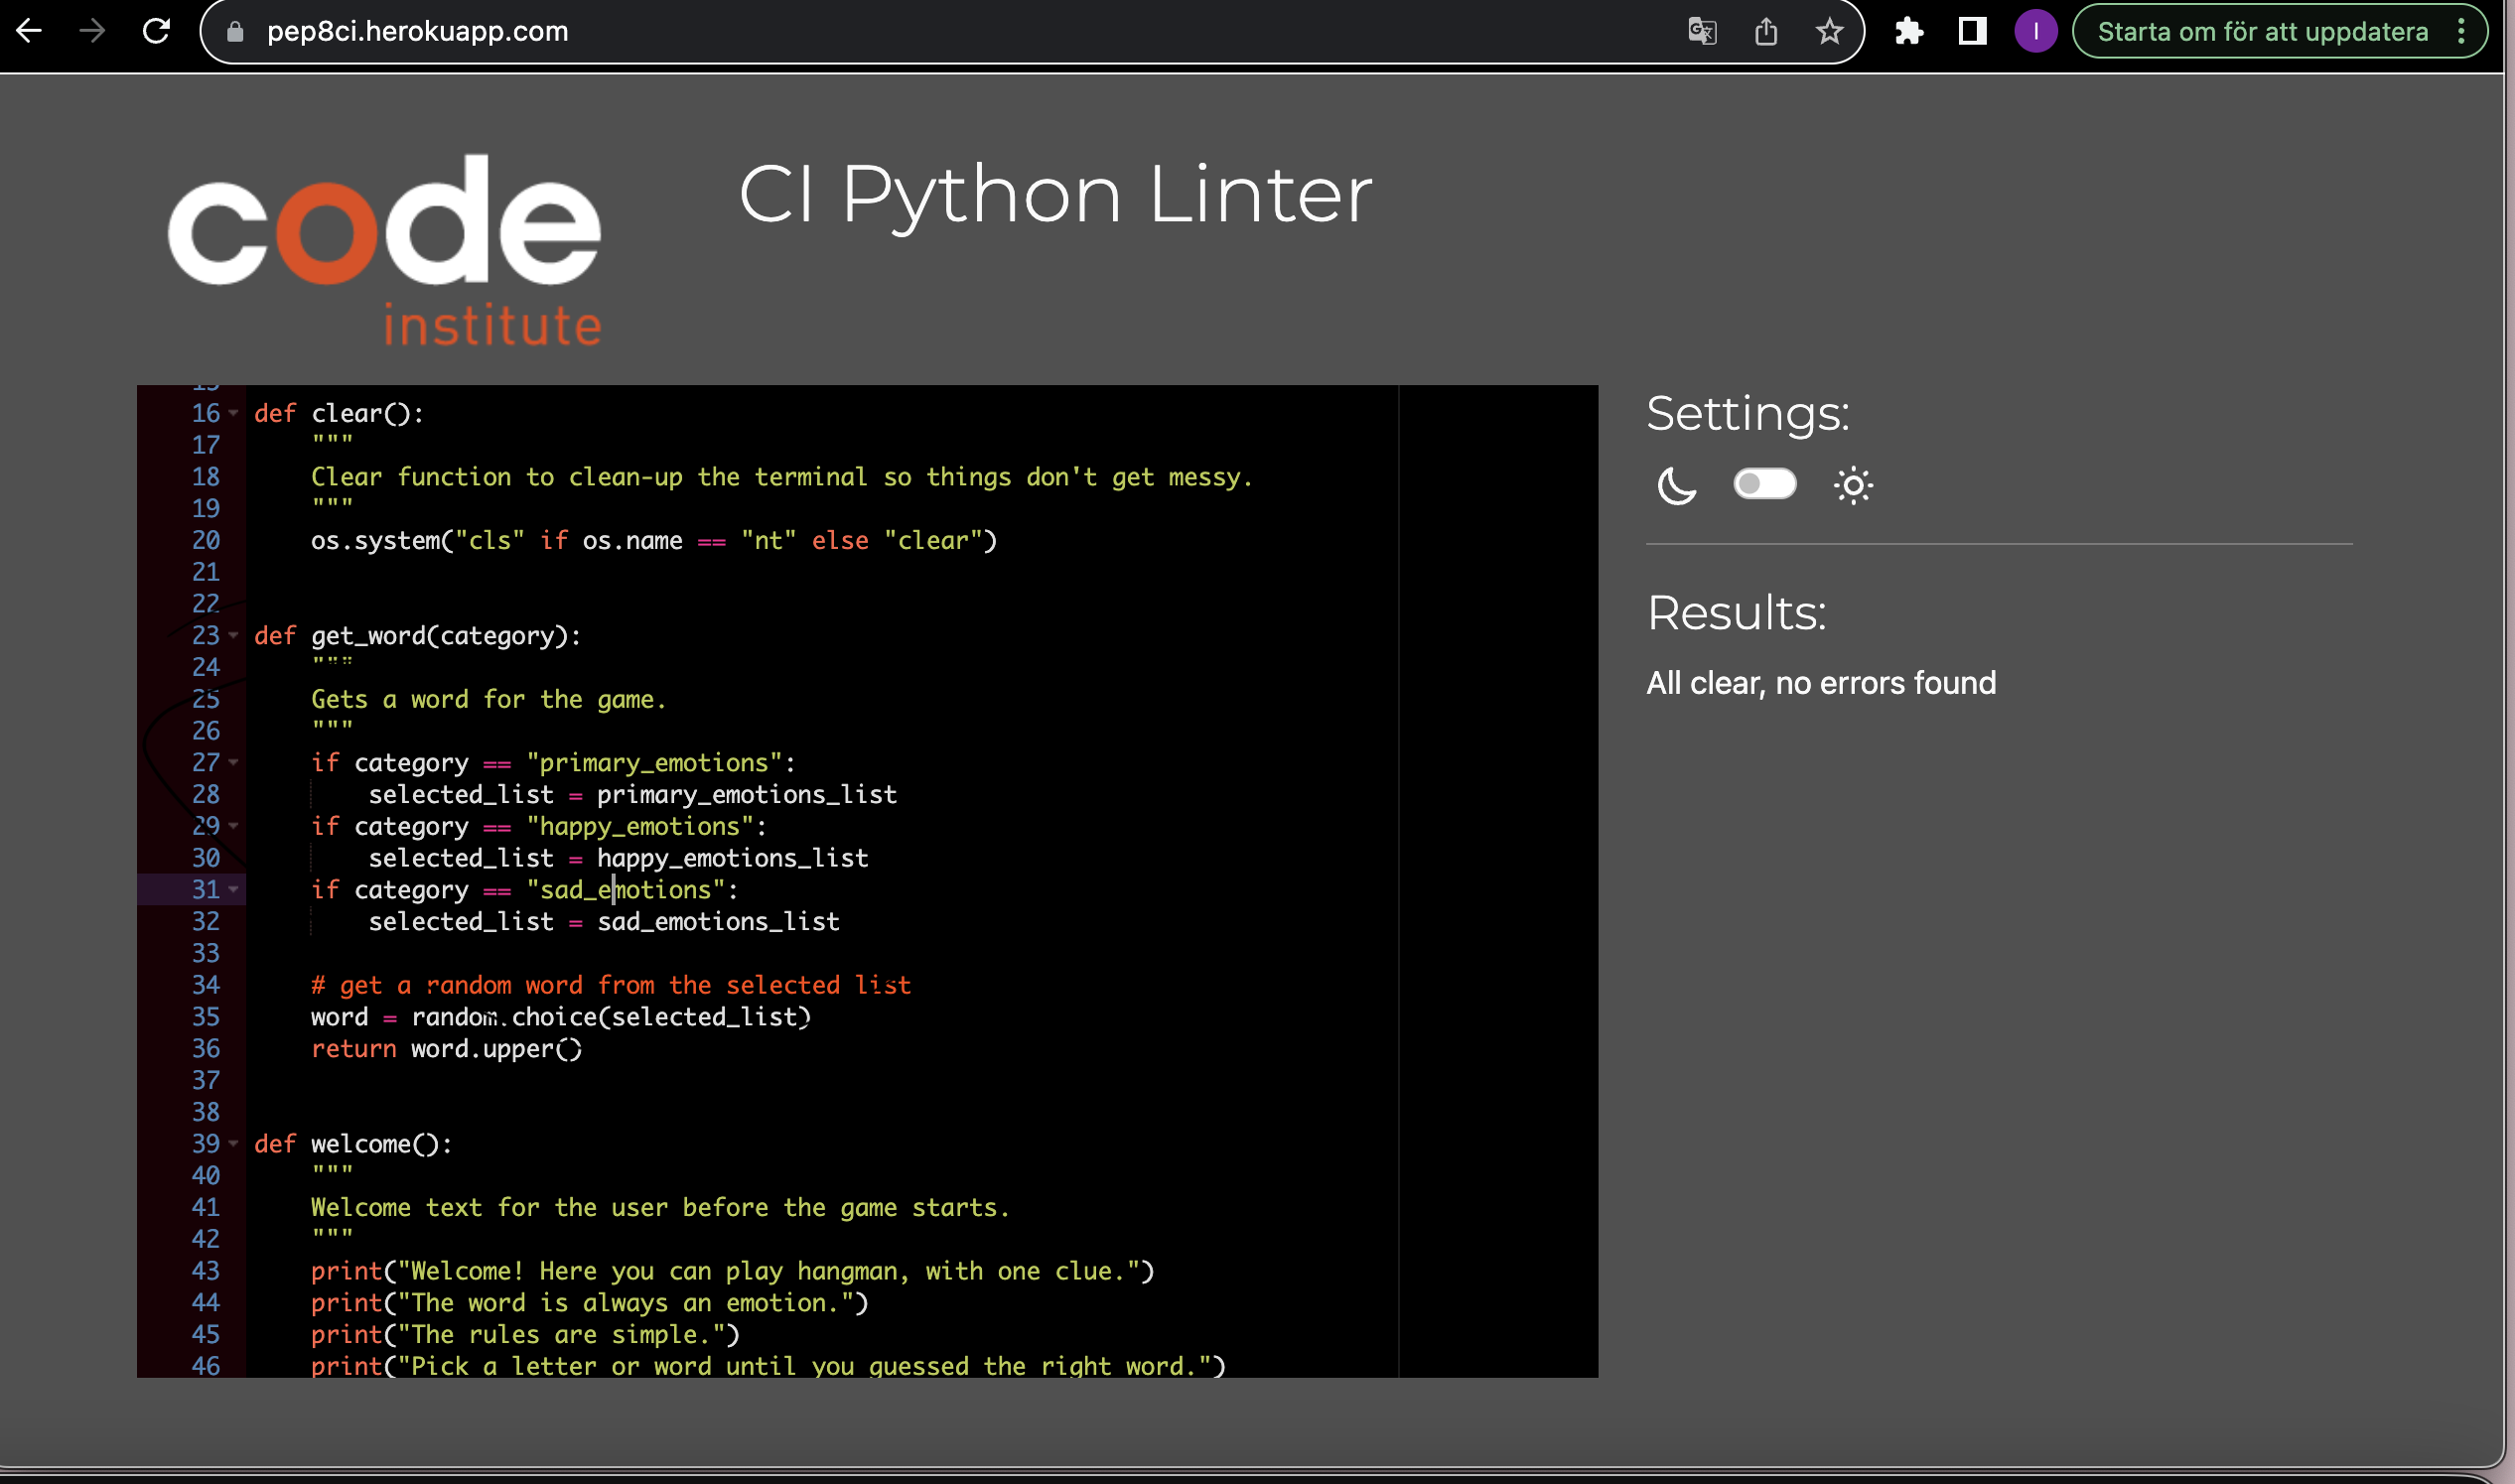 pep8ci.herokuapp.com
I
Starta om för att uppdatera
code
institute
CI Python Linter
16 def clear():
17 """
18 Clear function to clean-up the terminal so things don't get messy.
19 """
20 os.system("cls" if os.name == "nt" else "clear")
21
22
23 def get_word(category):
24 """
25 Gets a word for the game.
26 """
27 if category == "primary_emotions":
28 selected_list = primary_emotions_list
29 if category == "happy_emotions":
30 selected_list = happy_emotions_list
31 if category == "sad_emotions":
32 selected_list = sad_emotions_list
33
34 # get a random word from the selected list
35 word = random.choice(selected_list)
36 return word.upper()
37
38
39 def welcome():
40 """
41 Welcome text for the user before the game starts.
42 """
43 print("Welcome! Here you can play hangman, with one clue.")
44 print("The word is always an emotion.")
45 print("The rules are simple.")
46 print("Pick a letter or word until you guessed the right word.")
Settings:
Results:
All clear, no errors found